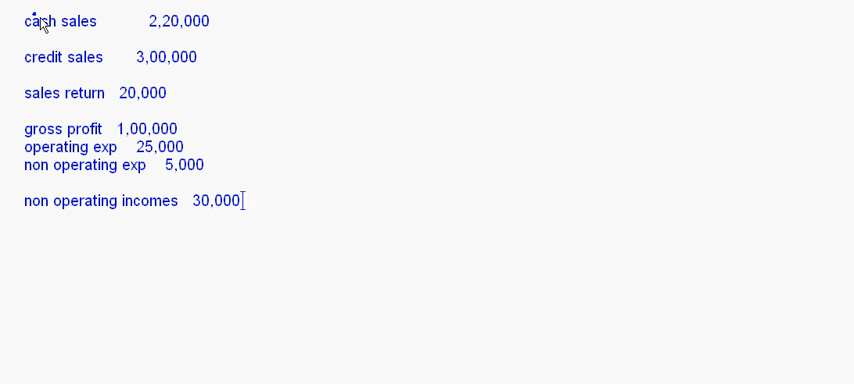 cash sales 2,20,000
credit sales 3,00,000
sales return 20,000
gross profit 1,00,000
operating exp 25,000
non operating exp 5,000
non operating incomes 30,000